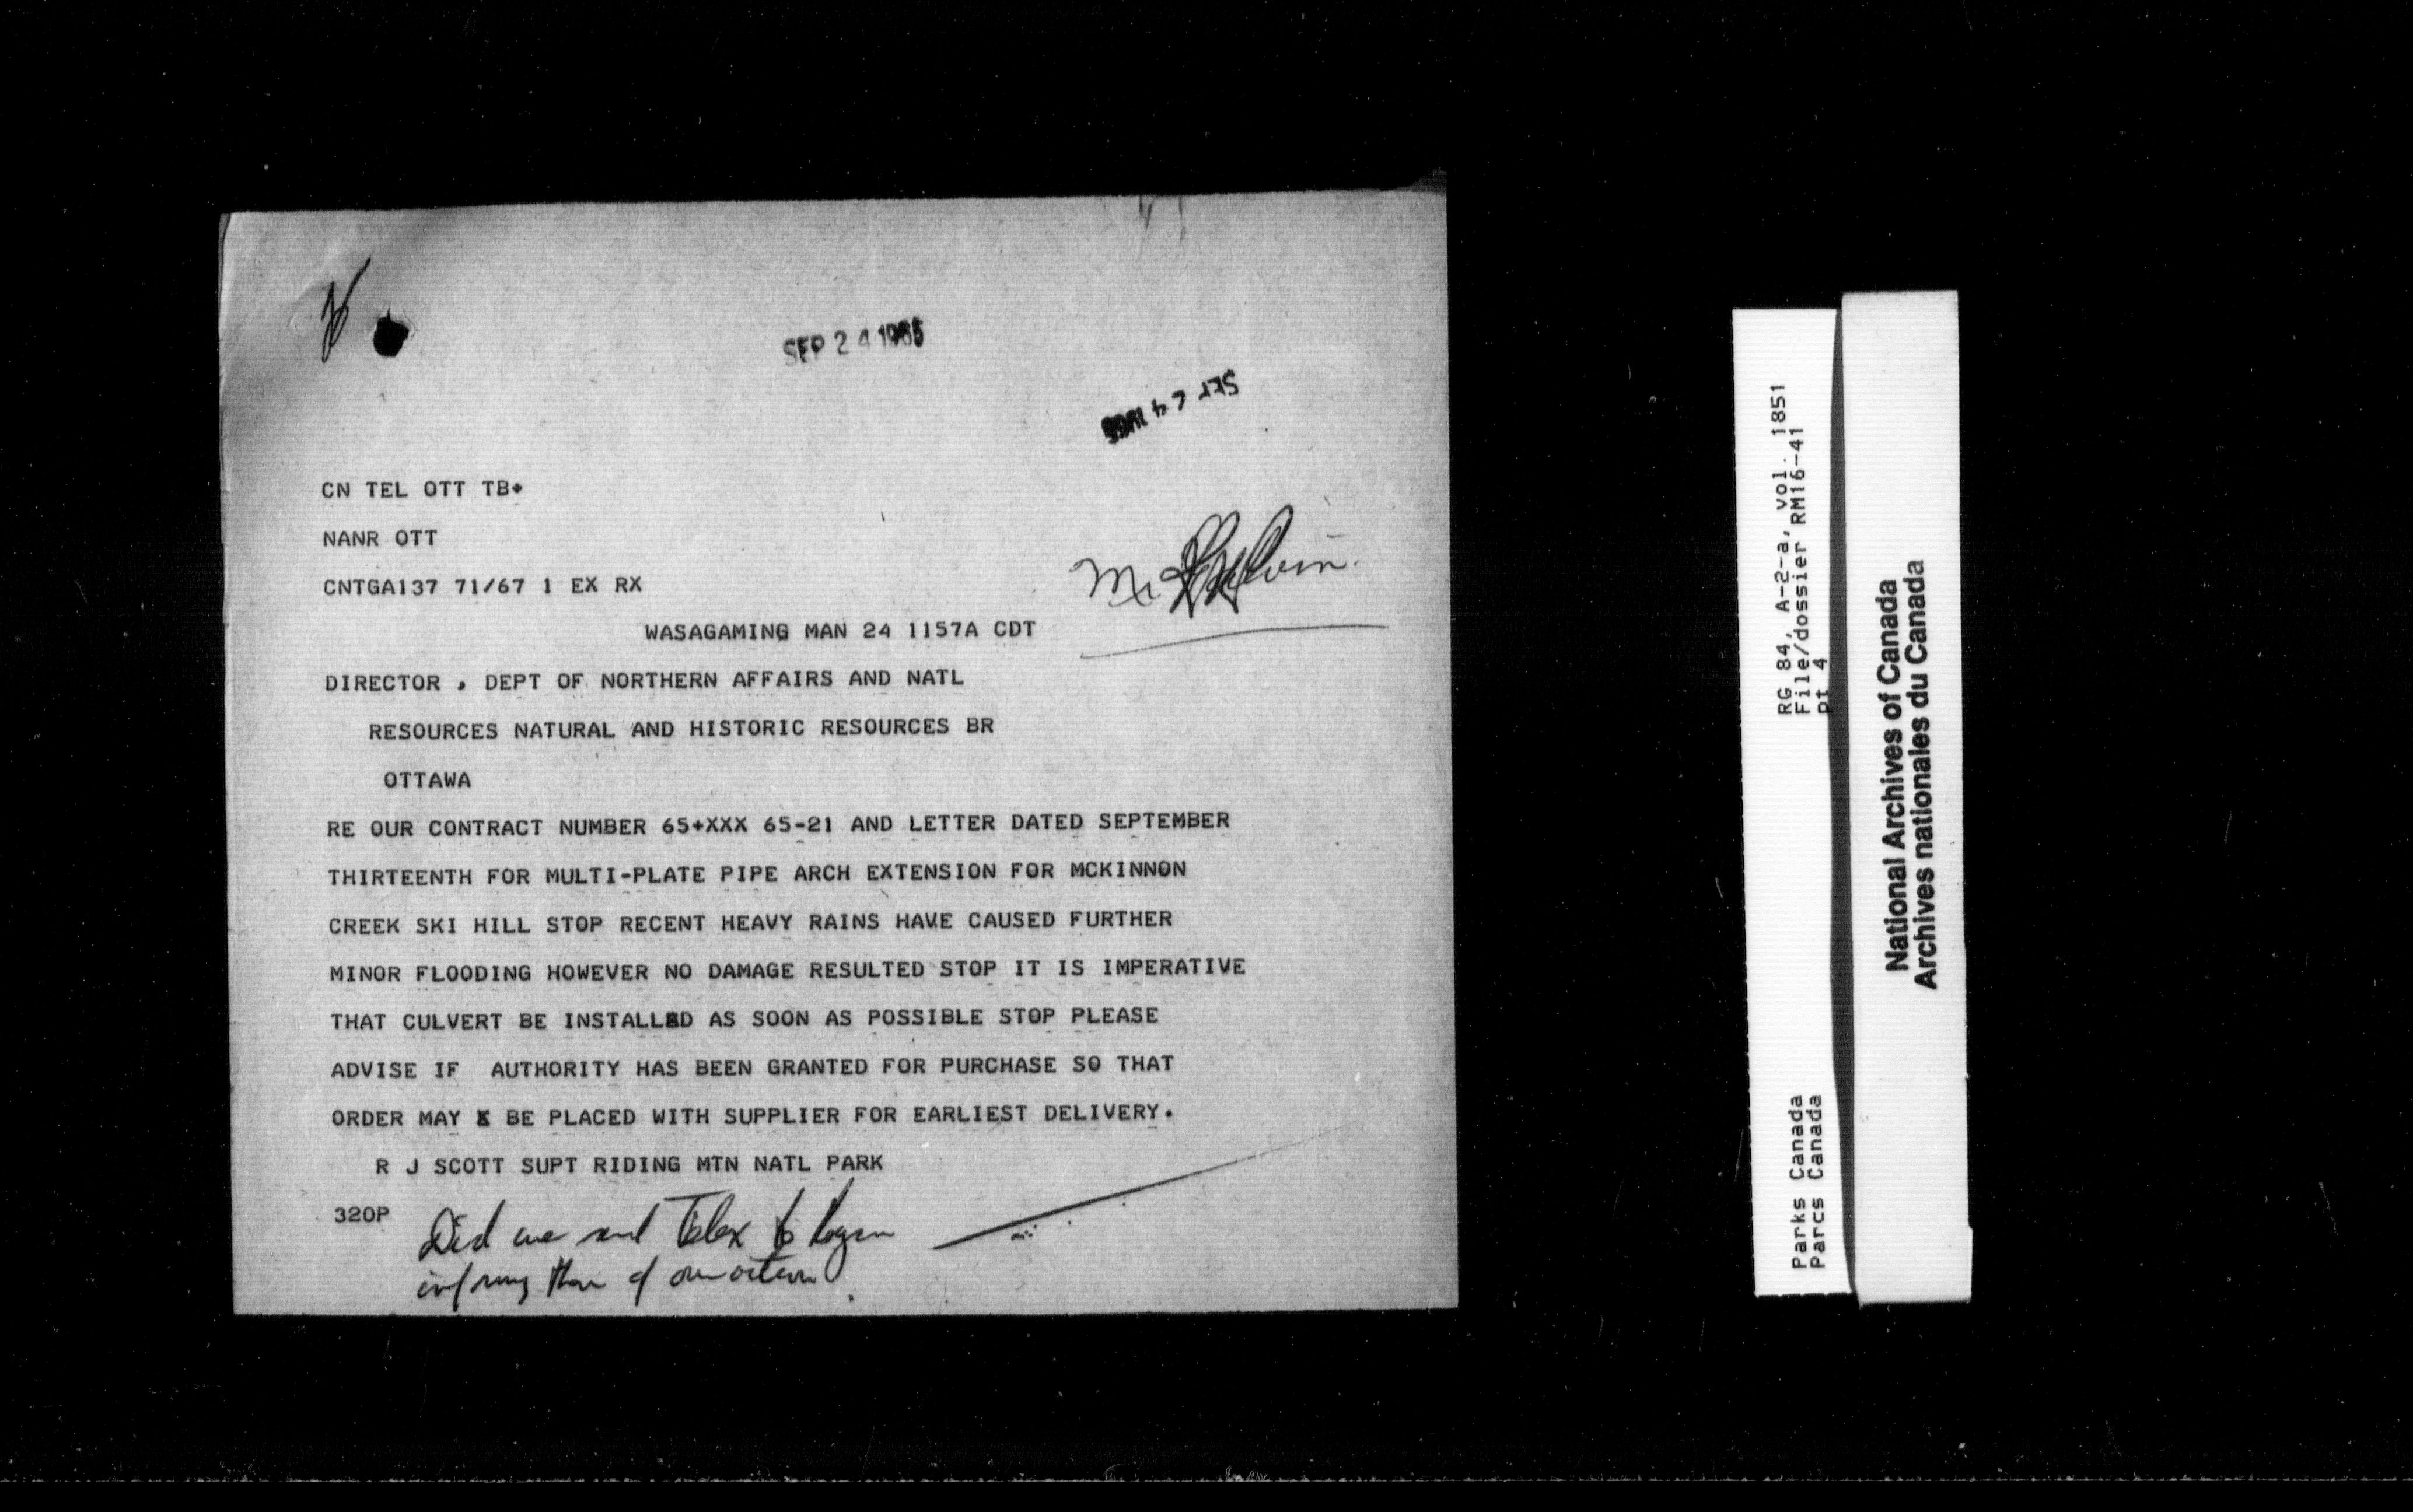 SEP 24 1965
SEP 24 1965
CN TEL OTT TB+
NANR OTT
CNTGA137 71/67 1 EX RX
WASAGAMING MAN 24 1157A CDT
DIRECTOR , DEPT OF NORTHERN AFFAIRS AND NATL
RESOURCES NATURAL AND HISTORIC RESOURCES BR
OTTAWA
RE OUR CONTRACT NUMBER 65+XXX 65-21 AND LETTER DATED SEPTEMBER
THIRTEENTH FOR MULTI-PLATE PIPE ARCH EXTENSION FOR MCKINNON
CREEK SKI HILL STOP RECENT HEAVY RAINS HAVE CAUSED FURTHER
MINOR FLOODING HOWEVER NO DAMAGE RESULTED STOP IT IS IMPERATIVE
THAT CULVERT BE INSTALLED AS SOON AS POSSIBLE STOP PLEASE
ADVISE IF AUTHORITY HAS BEEN GRANTED FOR PURCHASE SO THAT
ORDER MAY X BE PLACED WITH SUPPLIER FOR EARLIEST DELIVERY.
R J SCOTT SUPT RIDING MTN NATL PARK
320P
Did we send Telex to
of our action
RG 84, A-2-a, vol. 1851
File/dossier RM16-41
pt 4
Parks Canada
Parcs Canada
National Archives of Canada
Archives nationales du Canada